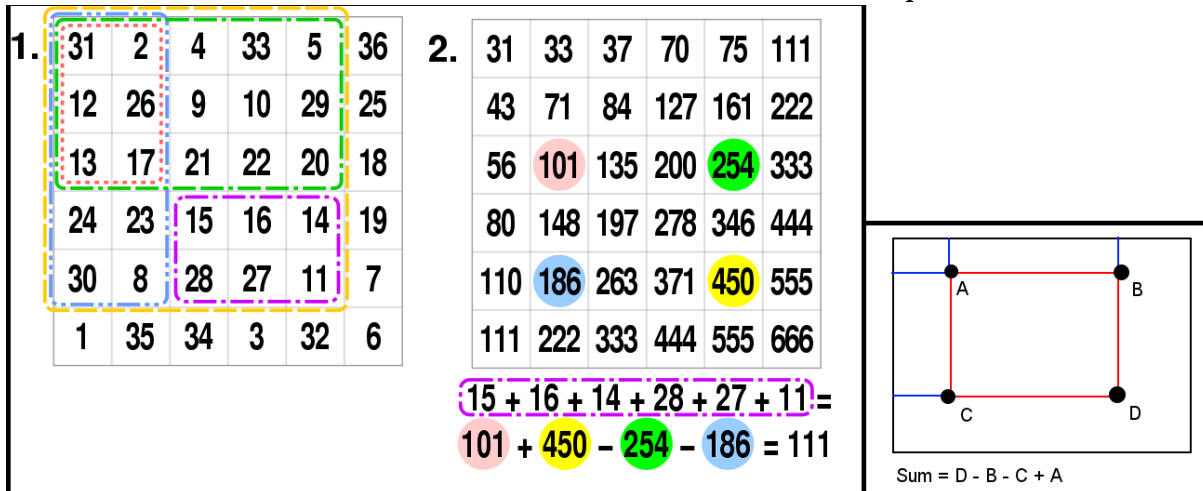 1.
31 2 4 33 5 36
12 26 9 10 29 25
13 17 21 22 20 18
24 23 15 16 14 19
30 8 28 27 11 7
1 35 34 3 32 6
2.
31 33 37 70 75 111
43 71 84 127 161 222
56 101 135 200 254 333
80 148 197 278 346 444
110 186 263 371 450 555
111 222 333 444 555 666
15 + 16 + 14 + 28 + 27 + 11 =
101 + 450 - 254 - 186 = 111
A B
C D
Sum = D - B - C + A